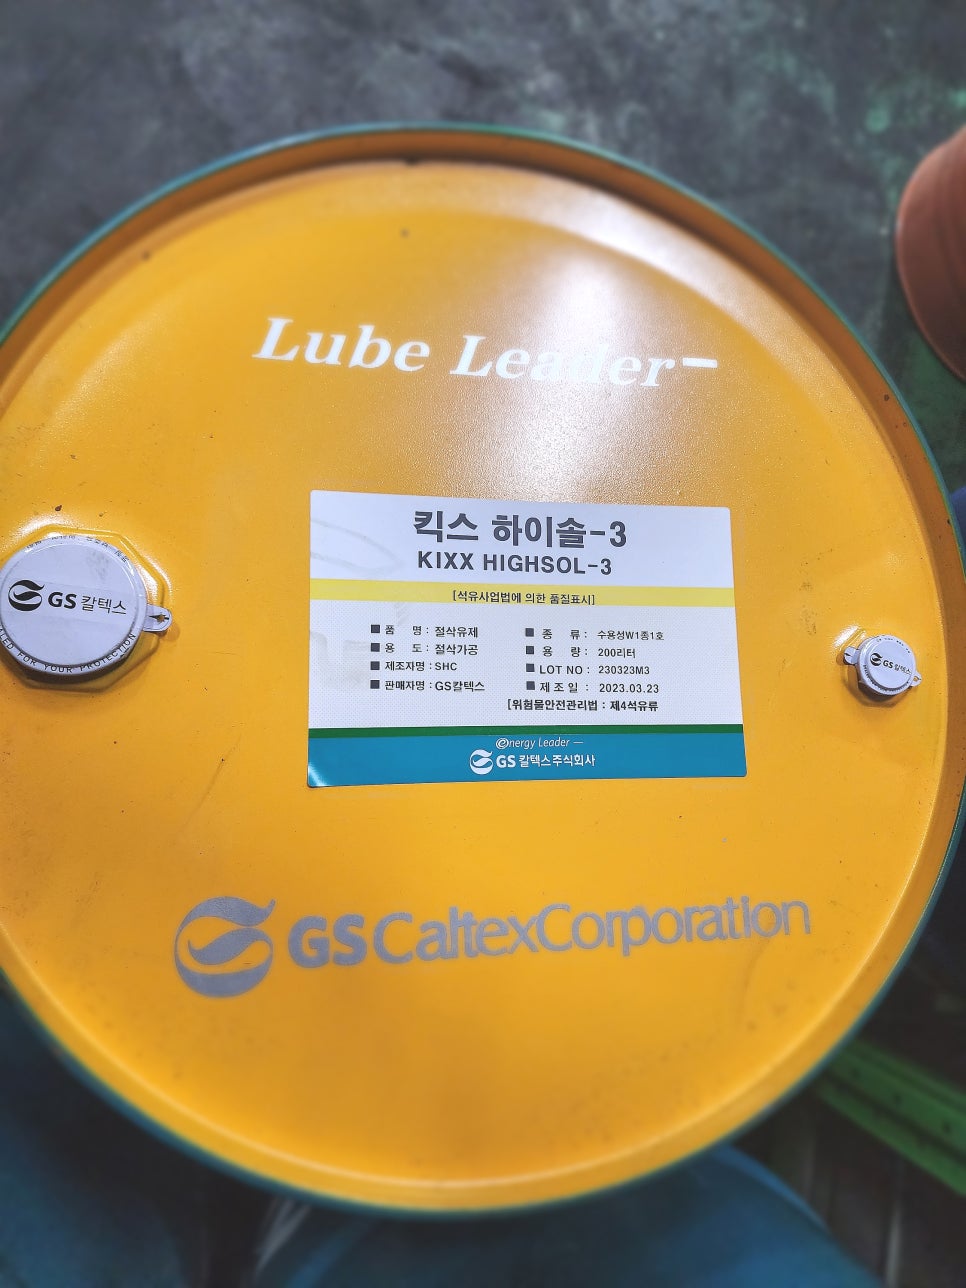 Lube Leader
킥스 하이솔-3
KIXX HIGHSOL-3
[석유사업법에 의한 품질표시]
■ 품 명 : 절삭유제
■ 용 도 : 절삭가공
■ 제조자명 : SHC
■ 판매자명 : GS칼텍스
■ 종 류 : 수용성W1종1호
■ 용 량 : 200리터
■ LOT NO : 230323M3
■ 제 조 일 : 2023.03.23
[위험물안전관리법 : 제4석유류
energy Leader
GS 칼텍스주식회사
GS 칼텍스
FOR YOUR PROTECTION
GS 칼텍스
GSCaltexCorporation